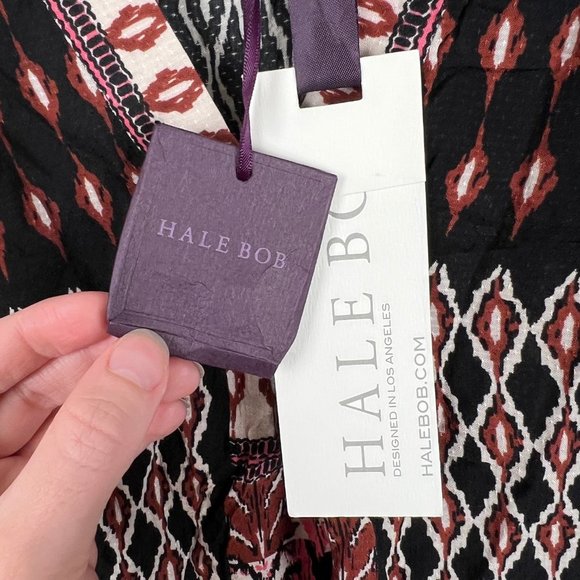 HALE BOB
HALE BO
DESIGNED IN LOS ANGELES
HALEBOB.COM